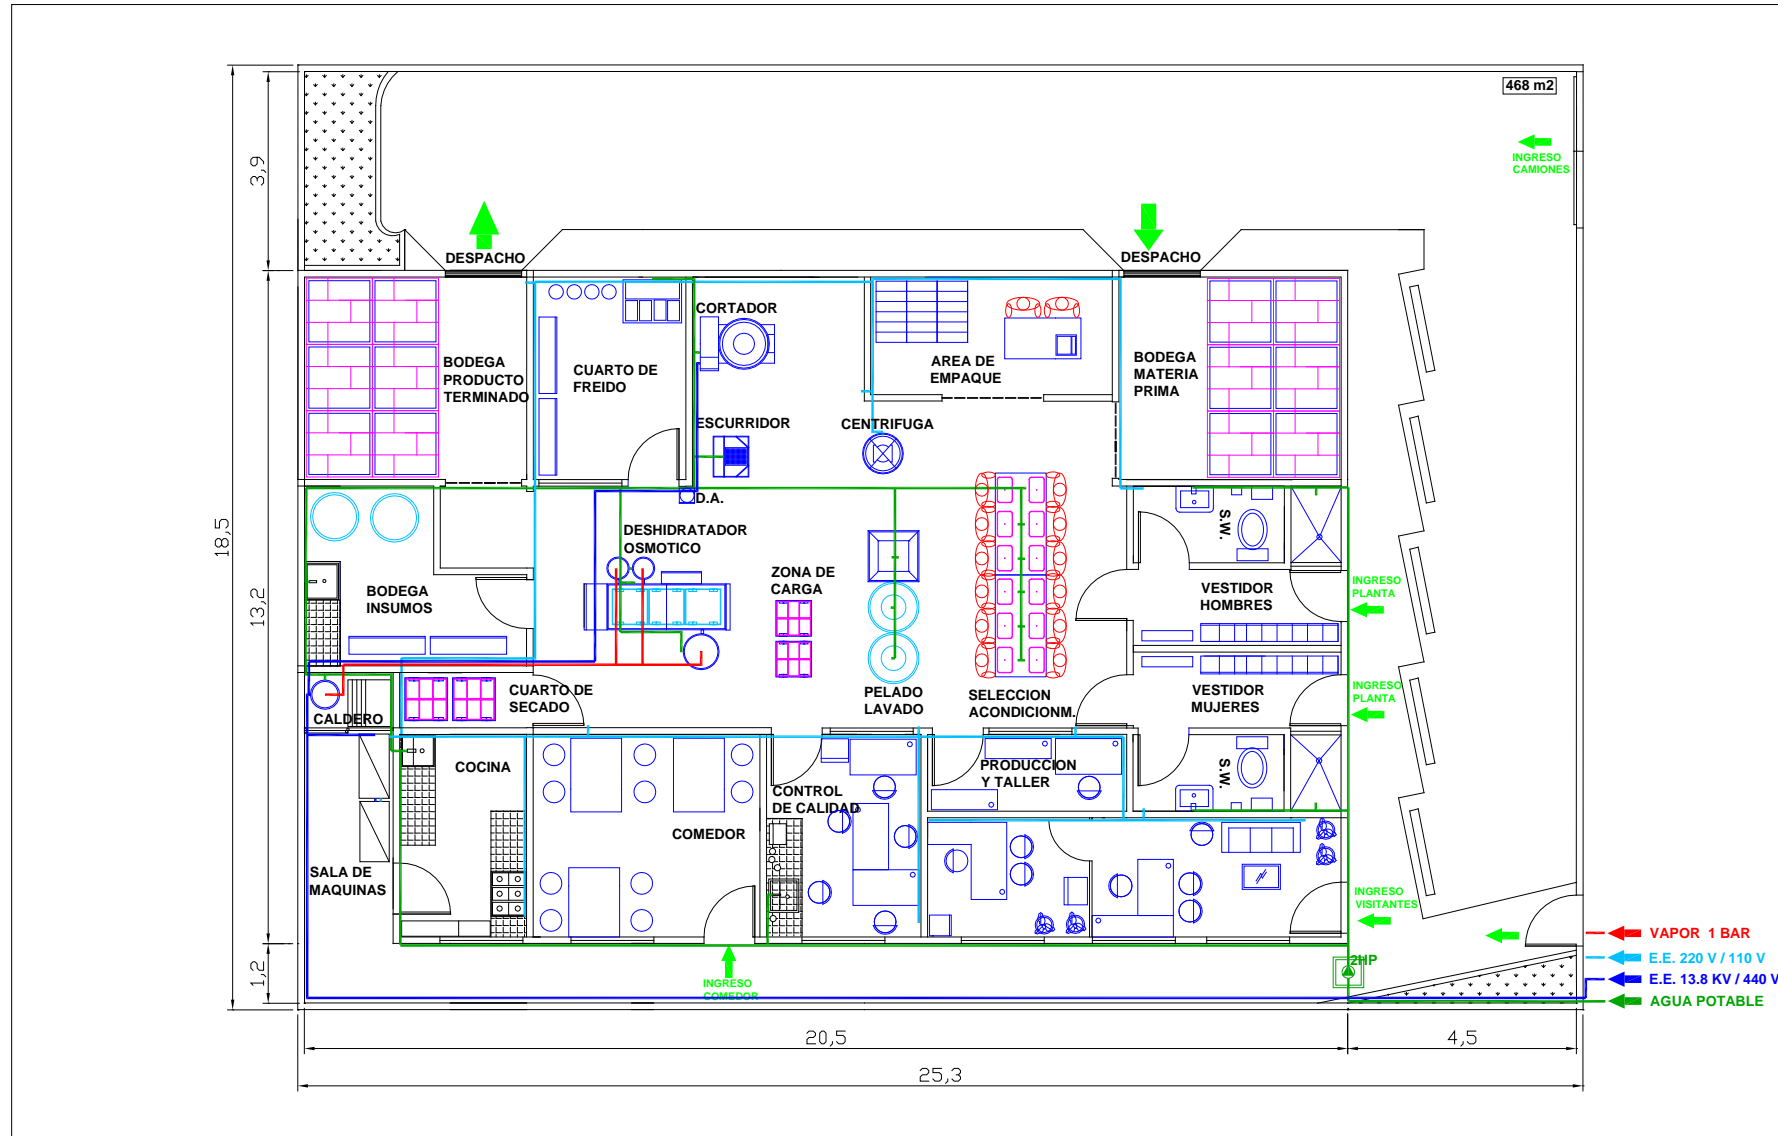 468 m2
3,9
INGRESO
CAMIONES
DESPACHO
DESPACHO
CORTADOR
BODEGA
PRODUCTO
TERMINADO
CUARTO DE
FREIDO
AREA DE
EMPAQUE
BODEGA
MATERIA
PRIMA
ESCURRIDOR
CENTRIFUGA
D.A.
S.W.
DESHIDRATADOR
OSMOTICO
18,5
13,2
ZONA DE
CARGA
BODEGA
INSUMOS
VESTIDOR
HOMBRES
INGRESO
PLANTA
CUARTO DE
SECADO
PELADO
LAVADO
SELECCION
ACONDICIONM.
VESTIDOR
MUJERES
INGRESO
PLANTA
CALDERO
COCINA
CONTROL
DE CALIDAD
PRODUCCION
Y TALLER
S.W.
COMEDOR
SALA DE
MAQUINAS
INGRESO
VISITANTES
1,2
INGRESO
COMEDOR
2HP
VAPOR 1 BAR
E.E. 220 V / 110 V
E.E. 13.8 KV / 440 V
AGUA POTABLE
20,5
4,5
25,3